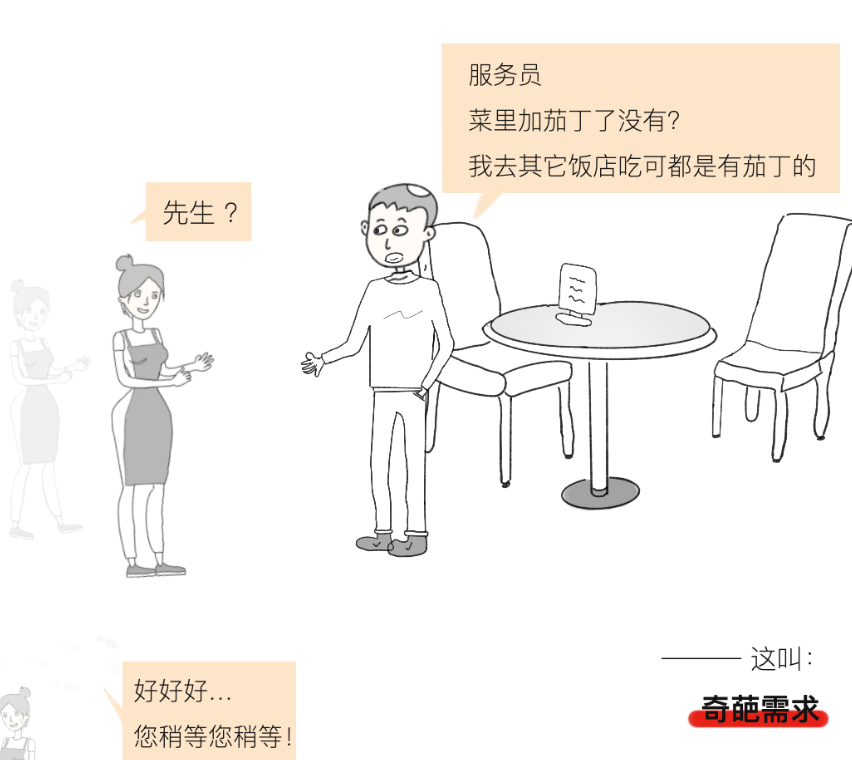 服务员
菜里加茄丁了没有？
我去其它饭店吃可都是有茄丁的
先生 ？
——— 这叫：
奇葩需求
好好好…
您稍等您稍等！